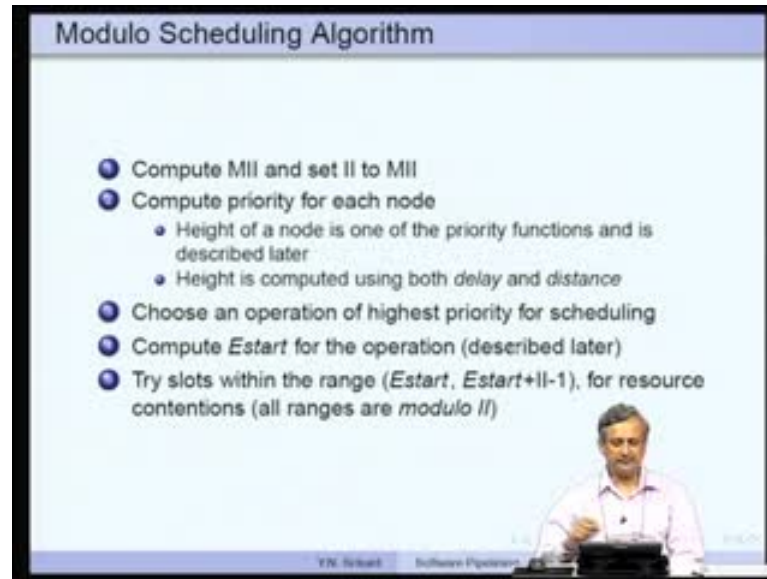 Modulo Scheduling Algorithm
Compute MII and set II to MII
Compute priority for each node
Height of a node is one of the priority functions and is
described later
Height is computed using both delay and distance
Choose an operation of highest priority for scheduling
Compute Estart for the operation (described later)
Try slots within the range (Estart, Estart+II-1), for resource
contentions (all ranges are modulo II)
Y.N. Srikant
Software